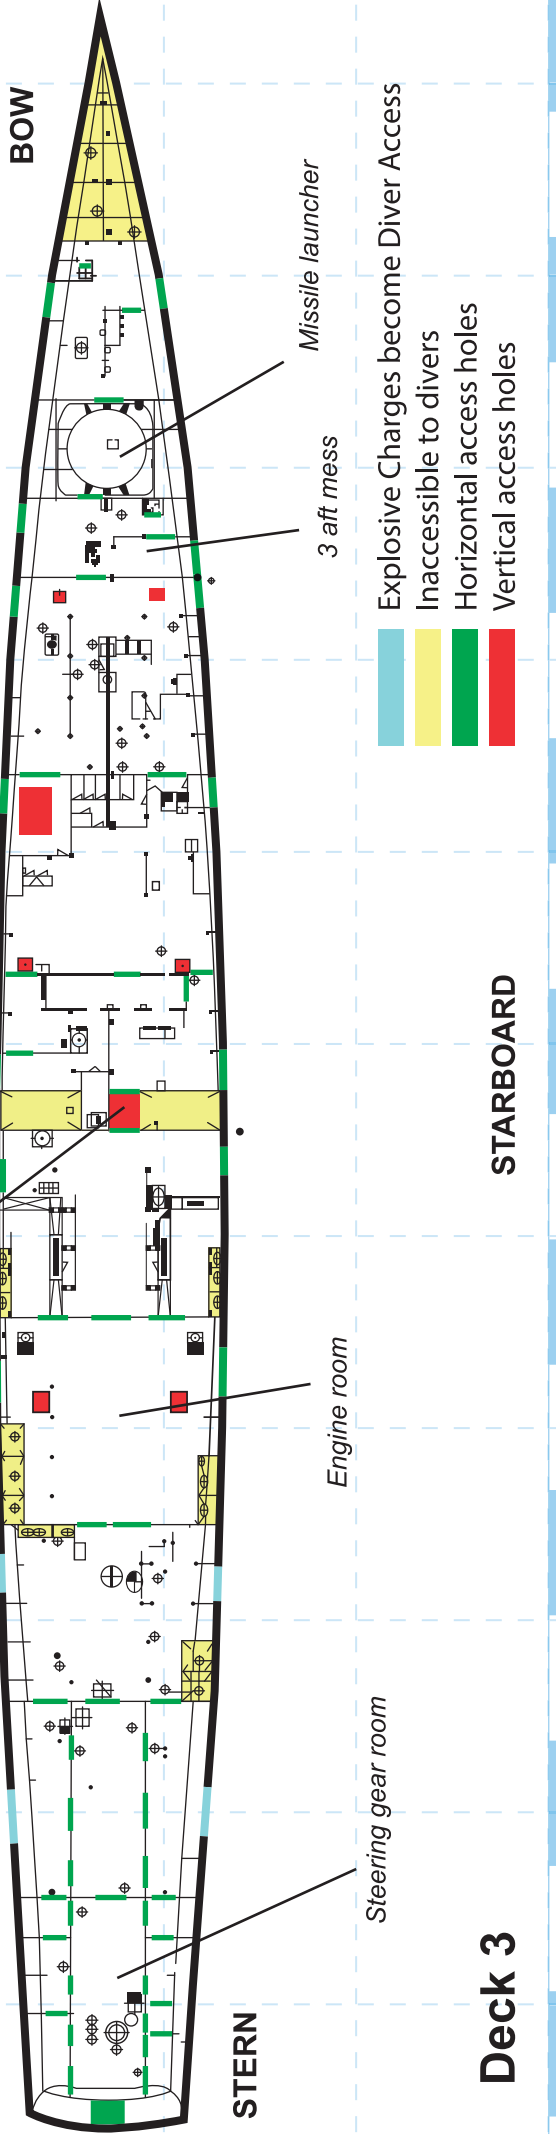 BOW
Missile launcher
3 aft mess
Explosive Charges become Diver Access
Inaccessible to divers
Horizontal access holes
Vertical access holes
STARBOARD
Engine room
Steering gear room
STERN
Deck 3